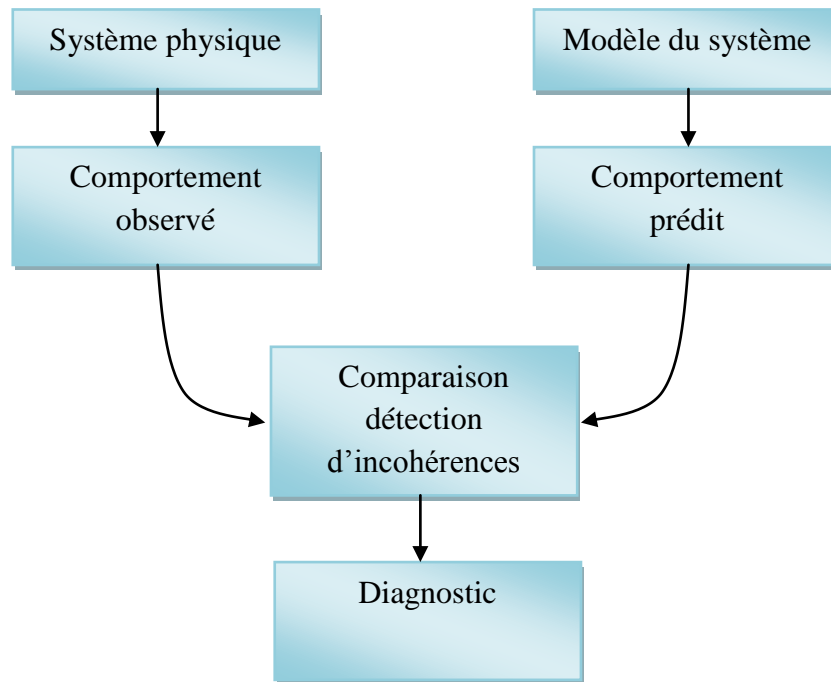 Système physique
Modèle du système
Comportement
observé
Comportement
prédit
Comparaison
détection
d’incohérences
Diagnostic